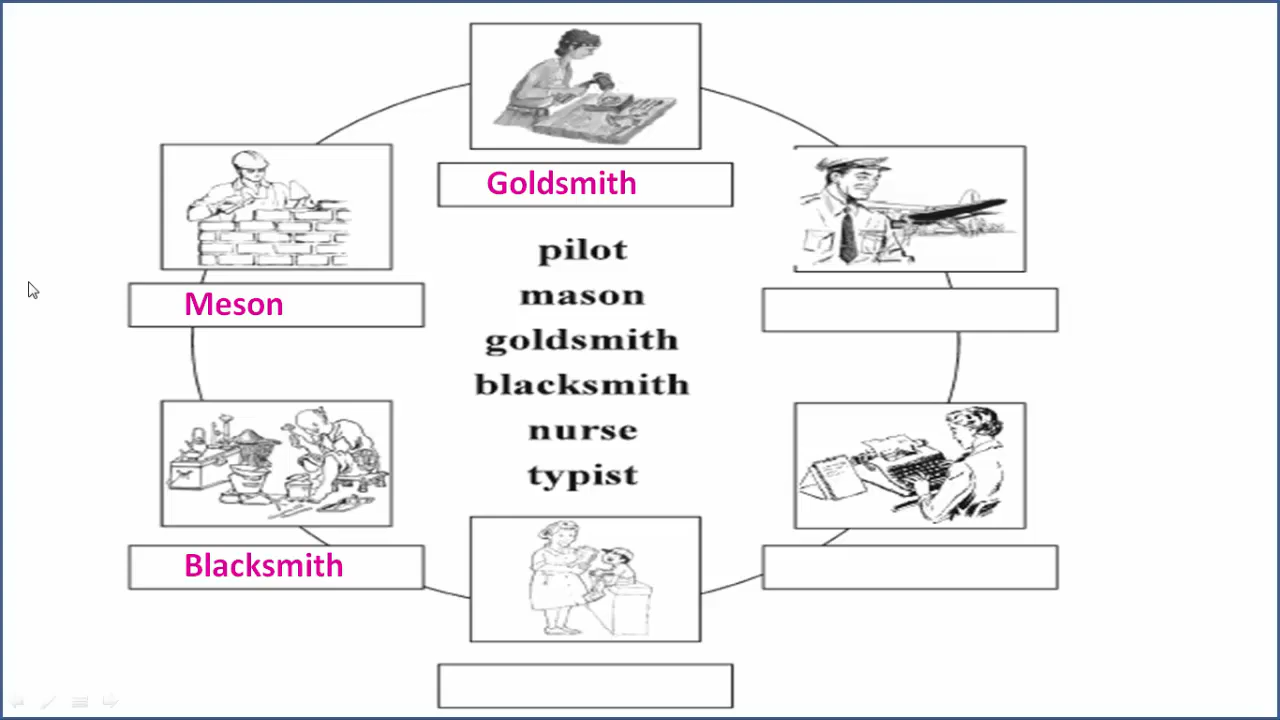 Goldsmith
Meson
pilot
mason
goldsmith
blacksmith
nurse
typist
Blacksmith